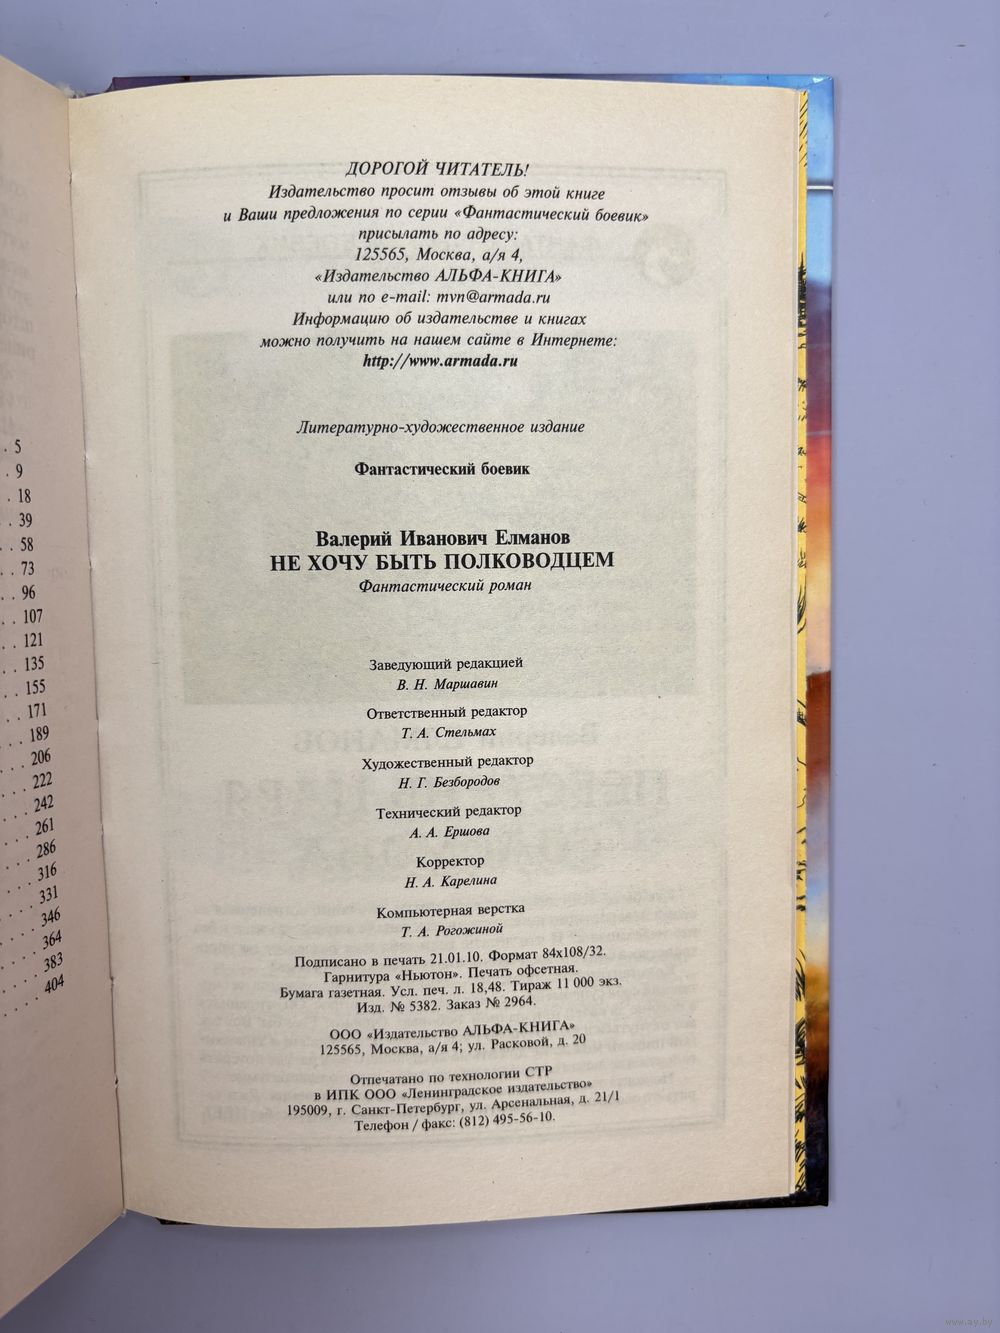 . 5
. 9
. 18
. . 39
. . 58
. . 73
. . 96
. . 107
. . 121
. . 135
. . 155
. . 171
. . 189
. . 206
. . 222
. . . 242
. . . 261
. . . 286
. . . 316
. . . 331
. . . . 346
. . . . 364
. . . . 383
. . . . 404
ДОРОГОЙ ЧИТАТЕЛЬ!
Издательство просит отзывы об этой книге
и Ваши предложения по серии «Фантастический боевик»
присылать по адресу:
125565, Москва, а/я 4,
«Издательство АЛЬФА-КНИГА»
или по e-mail: mvn@armada.ru
Информацию об издательстве и книгах
можно получить на нашем сайте в Интернете:
http://www.armada.ru
Литературно-художественное издание
Фантастический боевик
Валерий Иванович Елманов
НЕ ХОЧУ БЫТЬ ПОЛКОВОДЦЕМ
Фантастический роман
Заведующий редакцией
В. Н. Маршавин
Ответственный редактор
Т. А. Стельмах
Художественный редактор
Н. Г. Безбородов
Технический редактор
А. А. Ершова
Корректор
Н. А. Карелина
Компьютерная верстка
Т. А. Рогожиной
Подписано в печать 21.01.10. Формат 84х108/32.
Гарнитура «Ньютон». Печать офсетная.
Бумага газетная. Усл. печ. л. 18,48. Тираж 11 000 экз.
Изд. № 5382. Заказ № 2964.
ООО «Издательство АЛЬФА-КНИГА»
125565, Москва, а/я 4; ул. Расковой, д. 20
Отпечатано по технологии CTP
в ИПК ООО «Ленинградское издательство»
195009, г. Санкт-Петербург, ул. Арсенальная, д. 21/1
Телефон / факс: (812) 495-56-10.
www.ay.by